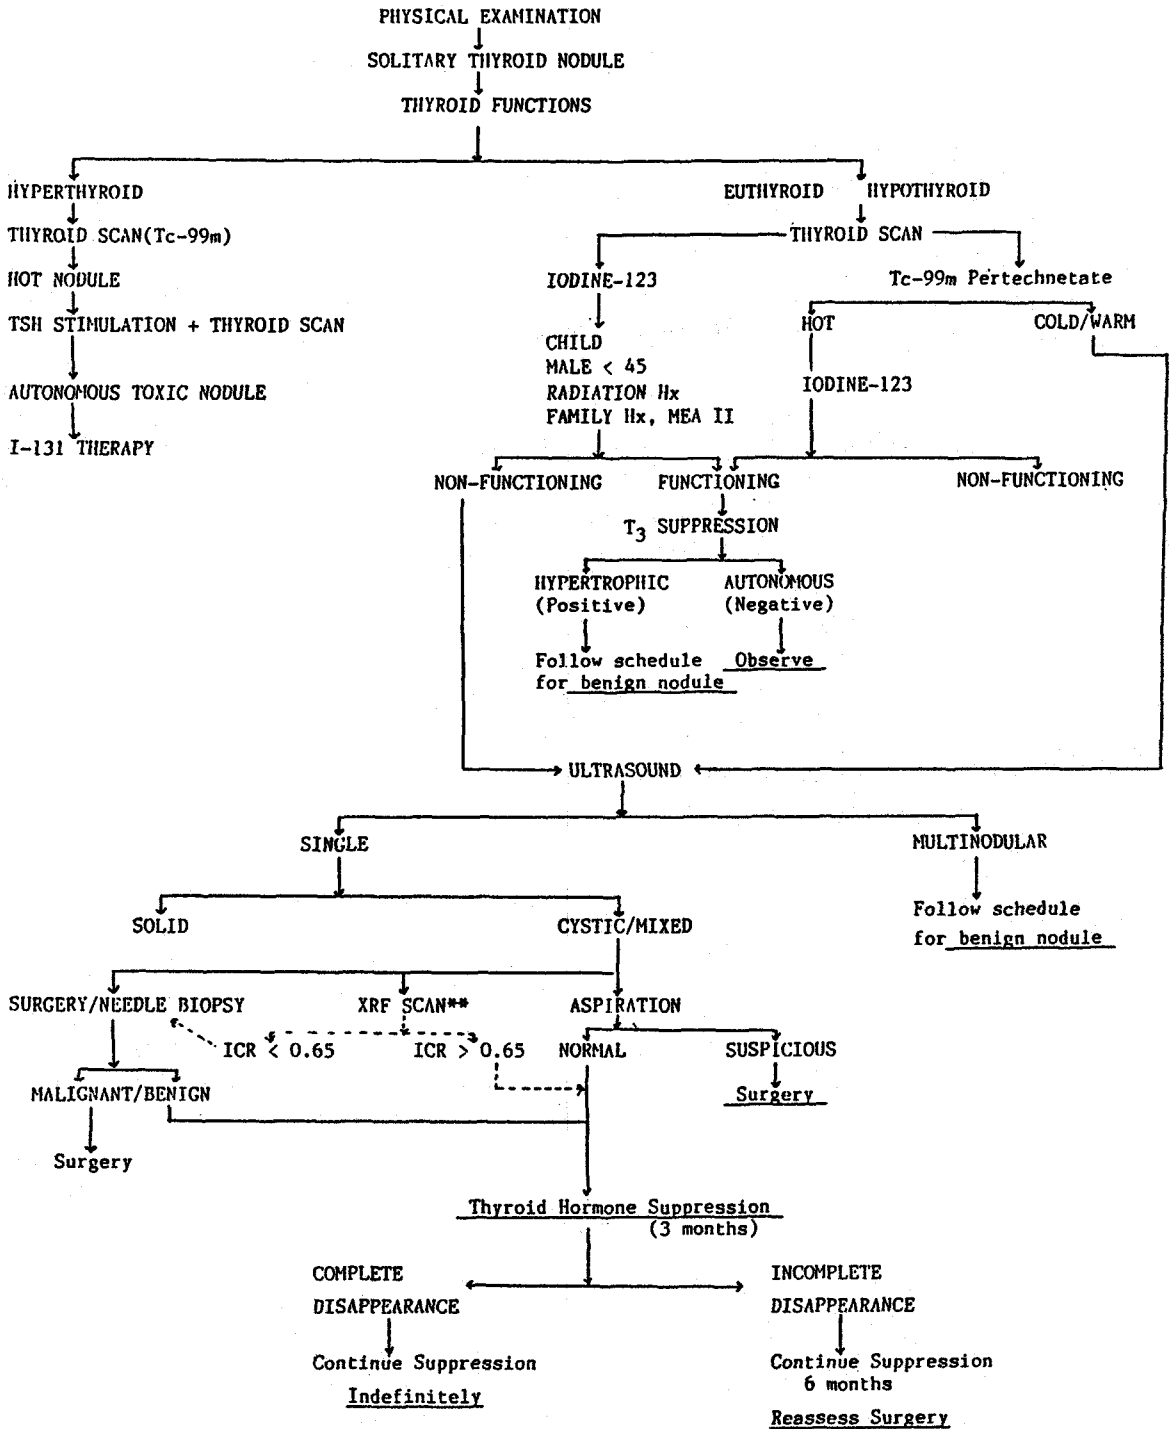 PHYSICAL EXAMINATION
SOLITARY THYROID NODULE
THYROID FUNCTIONS
HYPERTHYROID
EUTHYROID HYPOTHYROID
THYROID SCAN(Tc-99m)
THYROID SCAN
HOT NODULE
IODINE-123
Tc-99m Pertechnetate
TSH STIMULATION + THYROID SCAN
HOT
COLD/WARM
CHILD
MALE < 45
RADIATION Hx
FAMILY Hx, MEA II
AUTONOMOUS TOXIC NODULE
IODINE-123
I-131 THERAPY
NON-FUNCTIONING
FUNCTIONING
NON-FUNCTIONING
T3 SUPPRESSION
HYPERTROPHIC
(Positive)
AUTONOMOUS
(Negative)
Follow schedule
for benign nodule
Observe
ULTRASOUND
SINGLE
MULTINODULAR
SOLID
CYSTIC/MIXED
Follow schedule
for benign nodule
SURGERY/NEEDLE BIOPSY
XRF SCAN**
ASPIRATION
ICR < 0.65
ICR > 0.65
NORMAL
SUSPICIOUS
MALIGNANT/BENIGN
Surgery
Surgery
Thyroid Hormone Suppression
(3 months)
COMPLETE
DISAPPEARANCE
INCOMPLETE
DISAPPEARANCE
Continue Suppression
Indefinitely
Continue Suppression
6 months
Reassess Surgery